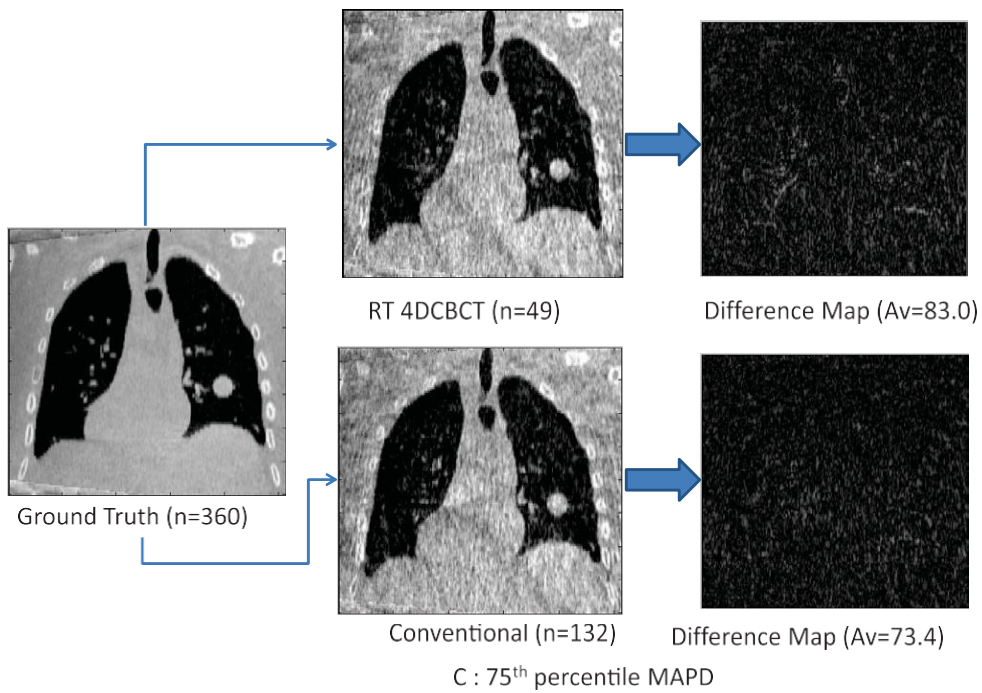 RT 4DCBCT (n=49)
Difference Map (Av=83.0)
Ground Truth (n=360)
Conventional (n=132)
Difference Map (Av=73.4)
C : 75th percentile MAPD